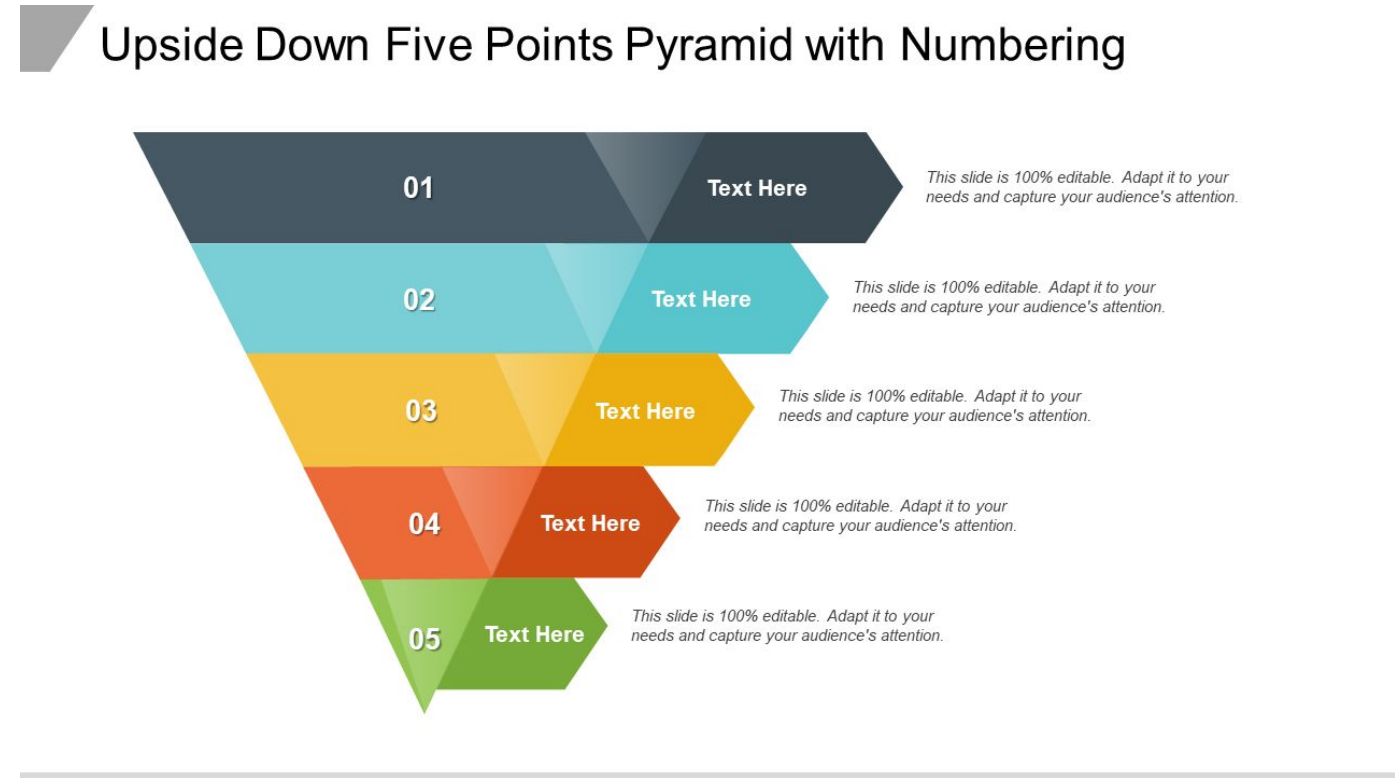 Upside Down Five Points Pyramid with Numbering
01
Text Here
This slide is 100% editable. Adapt it to your
needs and capture your audience's attention.
02
Text Here
This slide is 100% editable. Adapt it to your
needs and capture your audience's attention.
03
Text Here
This slide is 100% editable. Adapt it to your
needs and capture your audience's attention.
04
Text Here
This slide is 100% editable. Adapt it to your
needs and capture your audience's attention.
05
Text Here
This slide is 100% editable. Adapt it to your
needs and capture your audience's attention.